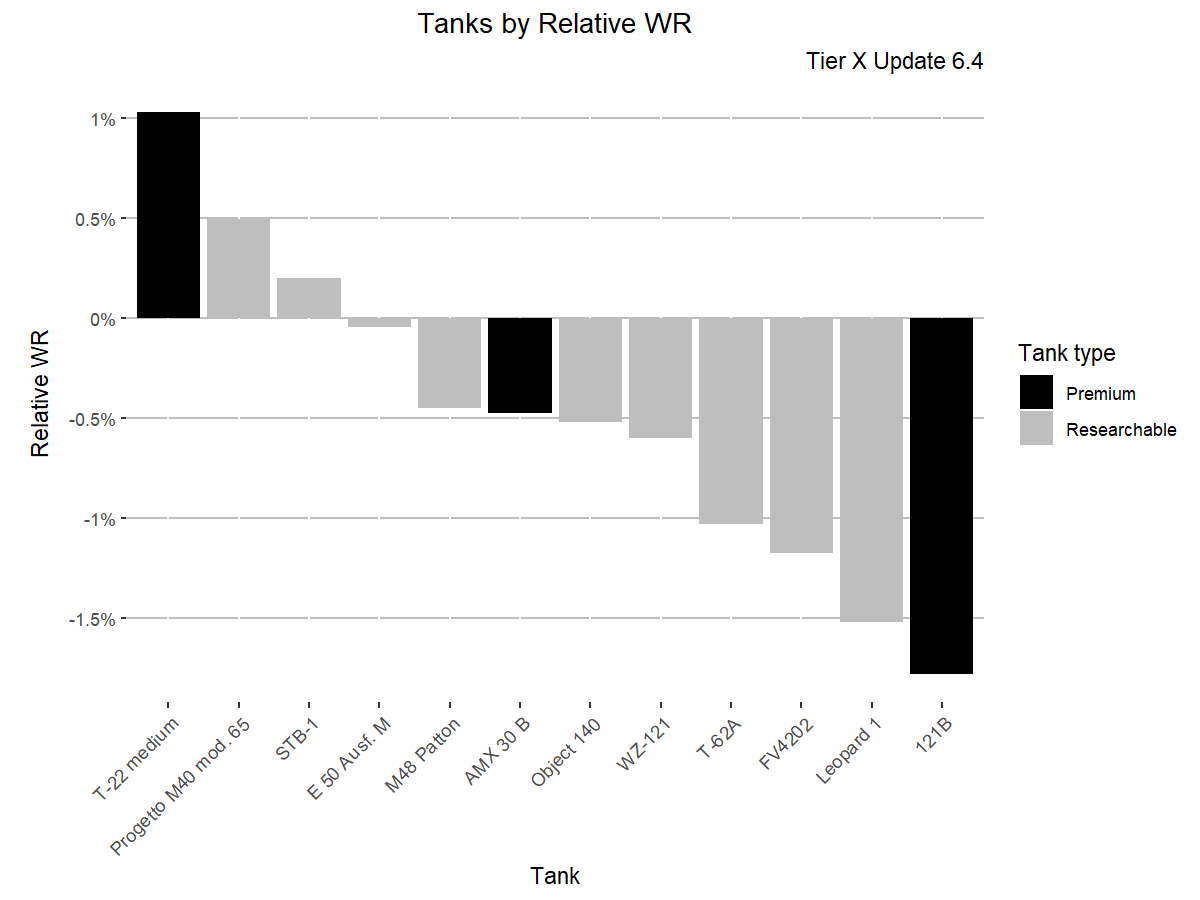 Tanks by Relative WR
Tier X Update 6.4
1%
0.5%
0%
-0.5%
-1%
-1.5%
Relative WR
T-22 medium
Progetto M40 mod. 65
STB-1
E 50 Ausf. M
M48 Patton
AMX 30 B
Object 140
WZ-121
T-62A
FV4202
Leopard 1
121B
Tank
Tank type
Premium
Researchable